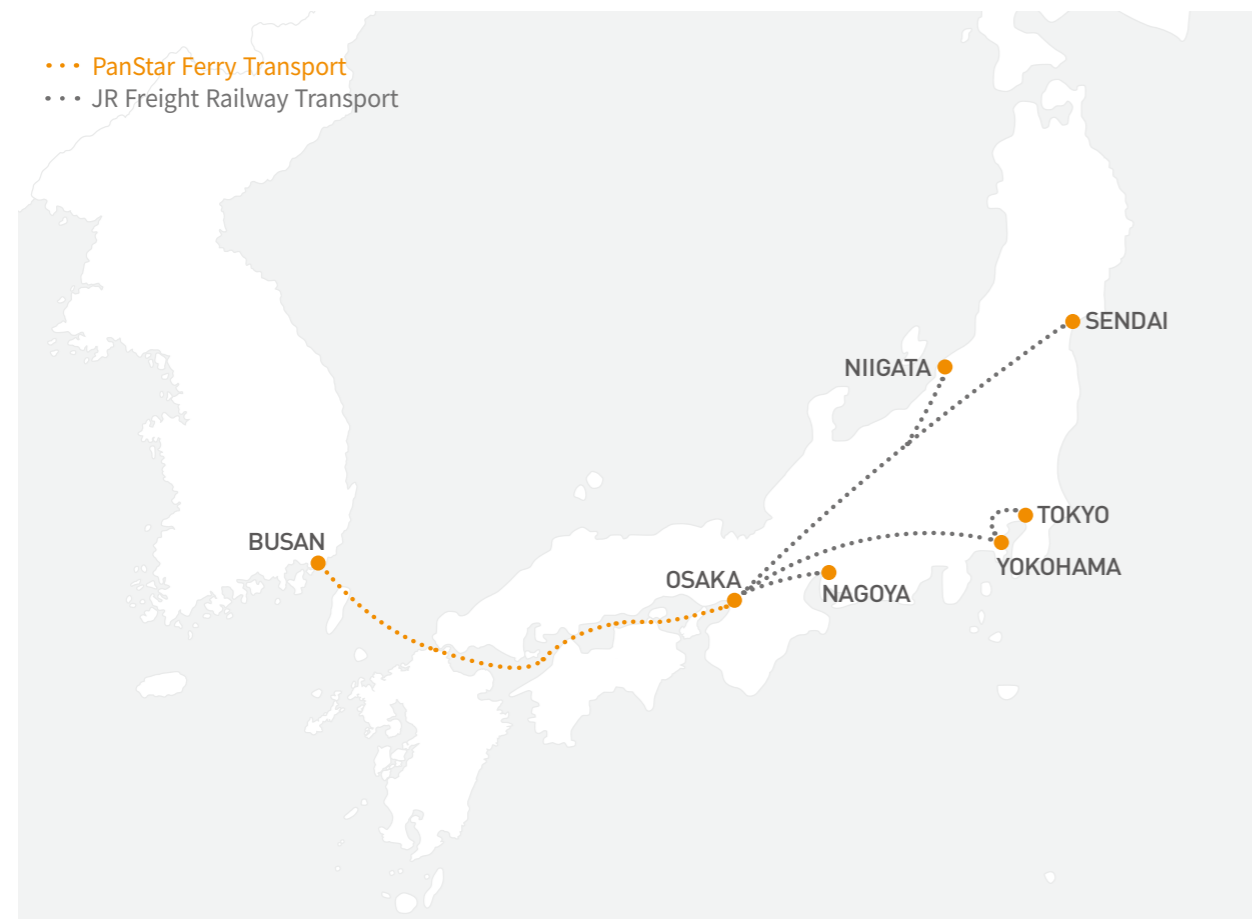 PanStar Ferry Transport
JR Freight Railway Transport
SENDAI
NIIGATA
TOKYO
BUSAN
YOKOHAMA
OSAKA
NAGOYA